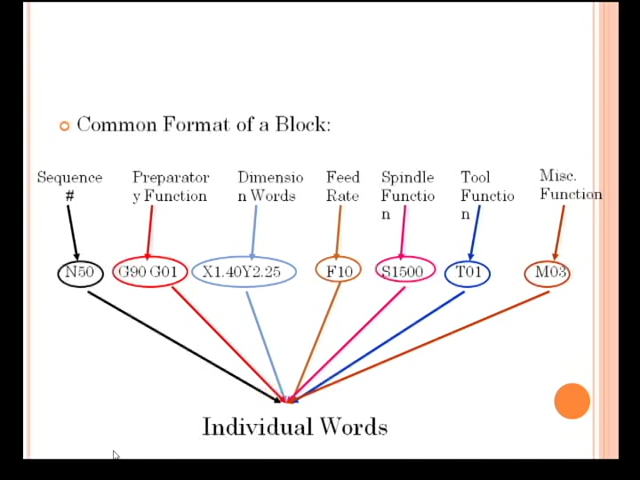 Common Format of a Block:
Sequence
#
Preparator
y Function
Dimensio
n Words
Feed
Rate
Spindle
Functio
n
Tool
Functio
n
Misc.
Function
N50 G90 G01 X1.40Y2.25 F10 S1500 T01 M03
Individual Words